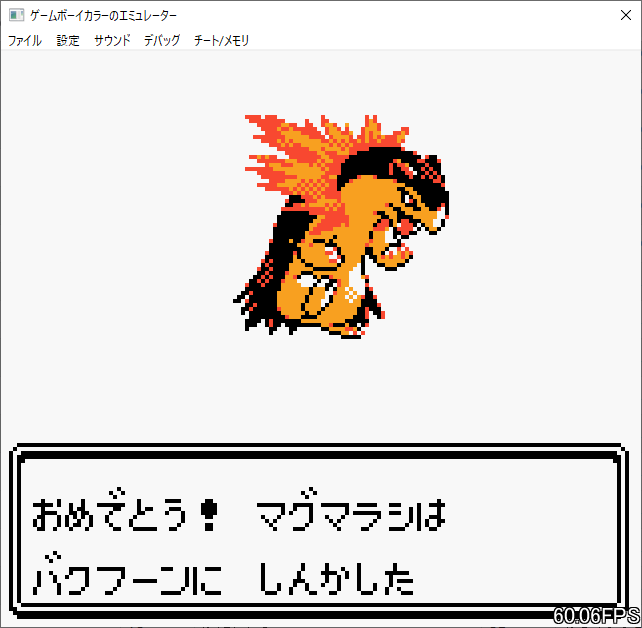 ゲームボーイカラーのエミュレーター
ファイル 設定 サウンド デバッグ チート/メモリ
おめでとう！ マグマラシは
バクフーンに しんかした
60.06FPS